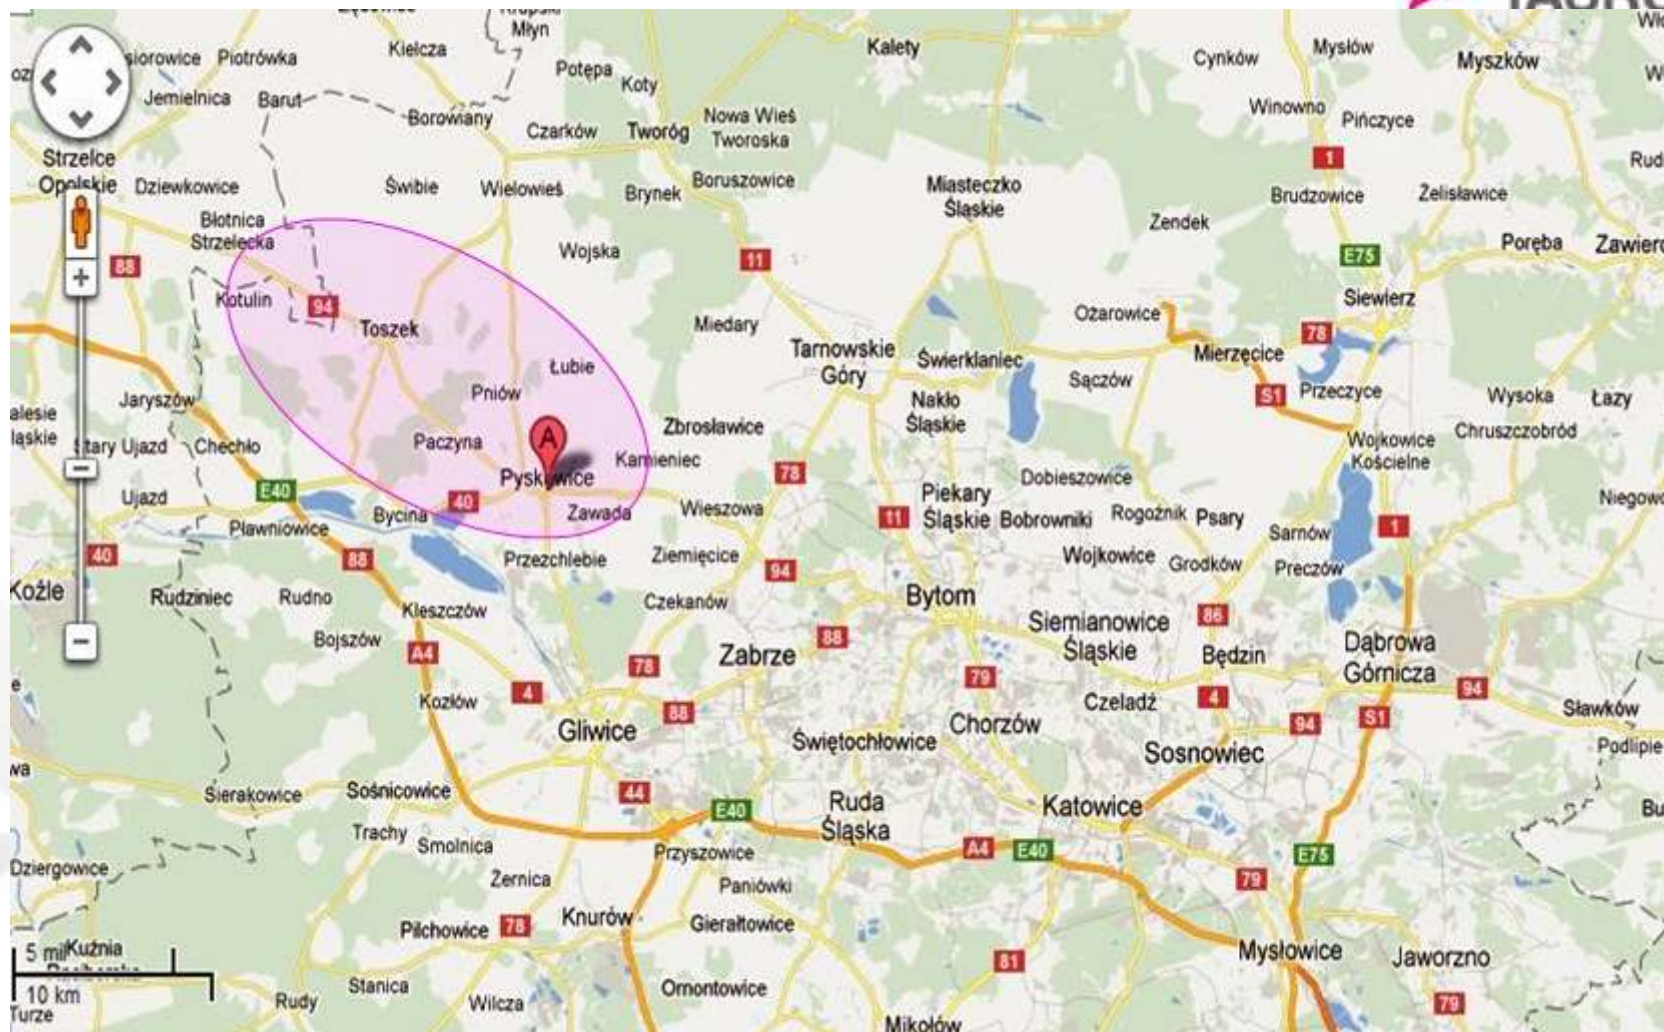 Kielcza
Młyn
Kalety
Cynków
Mysłów
Myszków
siorowice
Piotrówka
Potępa
Koty
Jemielnica
Barut
Borowiany
Czarków
Tworóg
Nowa Wieś
Tworoska
Winowno
Pińczyce
1
Strzelce
Opolskie
Dziewkowice
Świbie
Wielowieś
Brynek
Boruszowice
Miasteczko
Śląskie
Brudzowice
Żelisławice
Błotnica
Strzelecka
Wojska
Zendek
Poręba
Zawierc
88
11
E75
Kotulin
94
Toszek
Miedary
Ożarowice
Siewierz
78
Tarnowskie
Góry
Świerklaniec
Mierzęcice
Łubie
Pniów
Sączów
S1
Przeczyce
Wysoka
Łazy
Jaryszów
alesie
ląskie
Nakło
Śląskie
Stary Ujazd
Chechło
Paczyna
A
Zbrosławice
Wojkowice
Kościelne
Chruszczobród
Pyskowice
Kamieniec
78
Dobieszowice
Ujazd
E40
40
Bycina
Zawada
Wieszowa
Piekary
Śląskie
11
Bobrowniki
Rogoźnik
Psary
Sarnów
1
Niegowo
Pławniowice
40
88
Przezchlebie
Ziemięcice
94
Wojkowice
Grodków
Preczów
Koźle
Rudziniec
Rudno
Kleszczów
Czekanów
Bytom
86
Bojszów
A4
88
Siemianowice
Śląskie
Będzin
Dąbrowa
Górnicza
Zabrze
78
79
94
Kozłów
4
88
Czeladź
4
Gliwice
Chorzów
94
S1
Sławków
Świętochłowice
Sosnowiec
Podlipie
Sierakowice
Sośnicowice
44
E40
Ruda
Śląska
Katowice
Trachy
Smolnica
Przyszowice
A4
E40
E75
Dziergowice
Żernica
Paniówki
79
Pilchowice
78
Knurów
Gierałtowice
5 mil
Kuźnia
81
Mysłowice
Jaworzno
10 km
Turze
Rudy
Stanica
Wilcza
Ornontowice
79
Mikołów